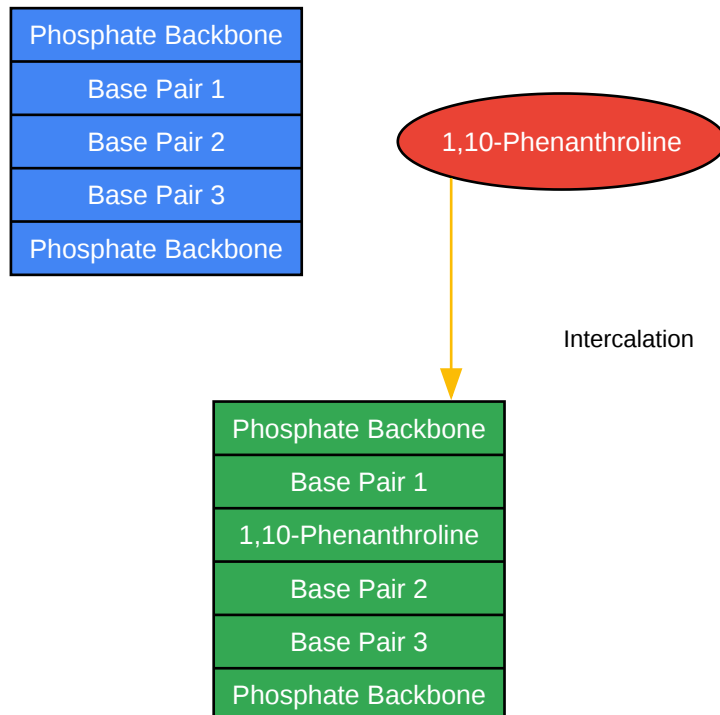 Phosphate Backbone
Base Pair 1
Base Pair 2
Base Pair 3
Phosphate Backbone
1,10-Phenanthroline
Intercalation
Phosphate Backbone
Base Pair 1
1,10-Phenanthroline
Base Pair 2
Base Pair 3
Phosphate Backbone